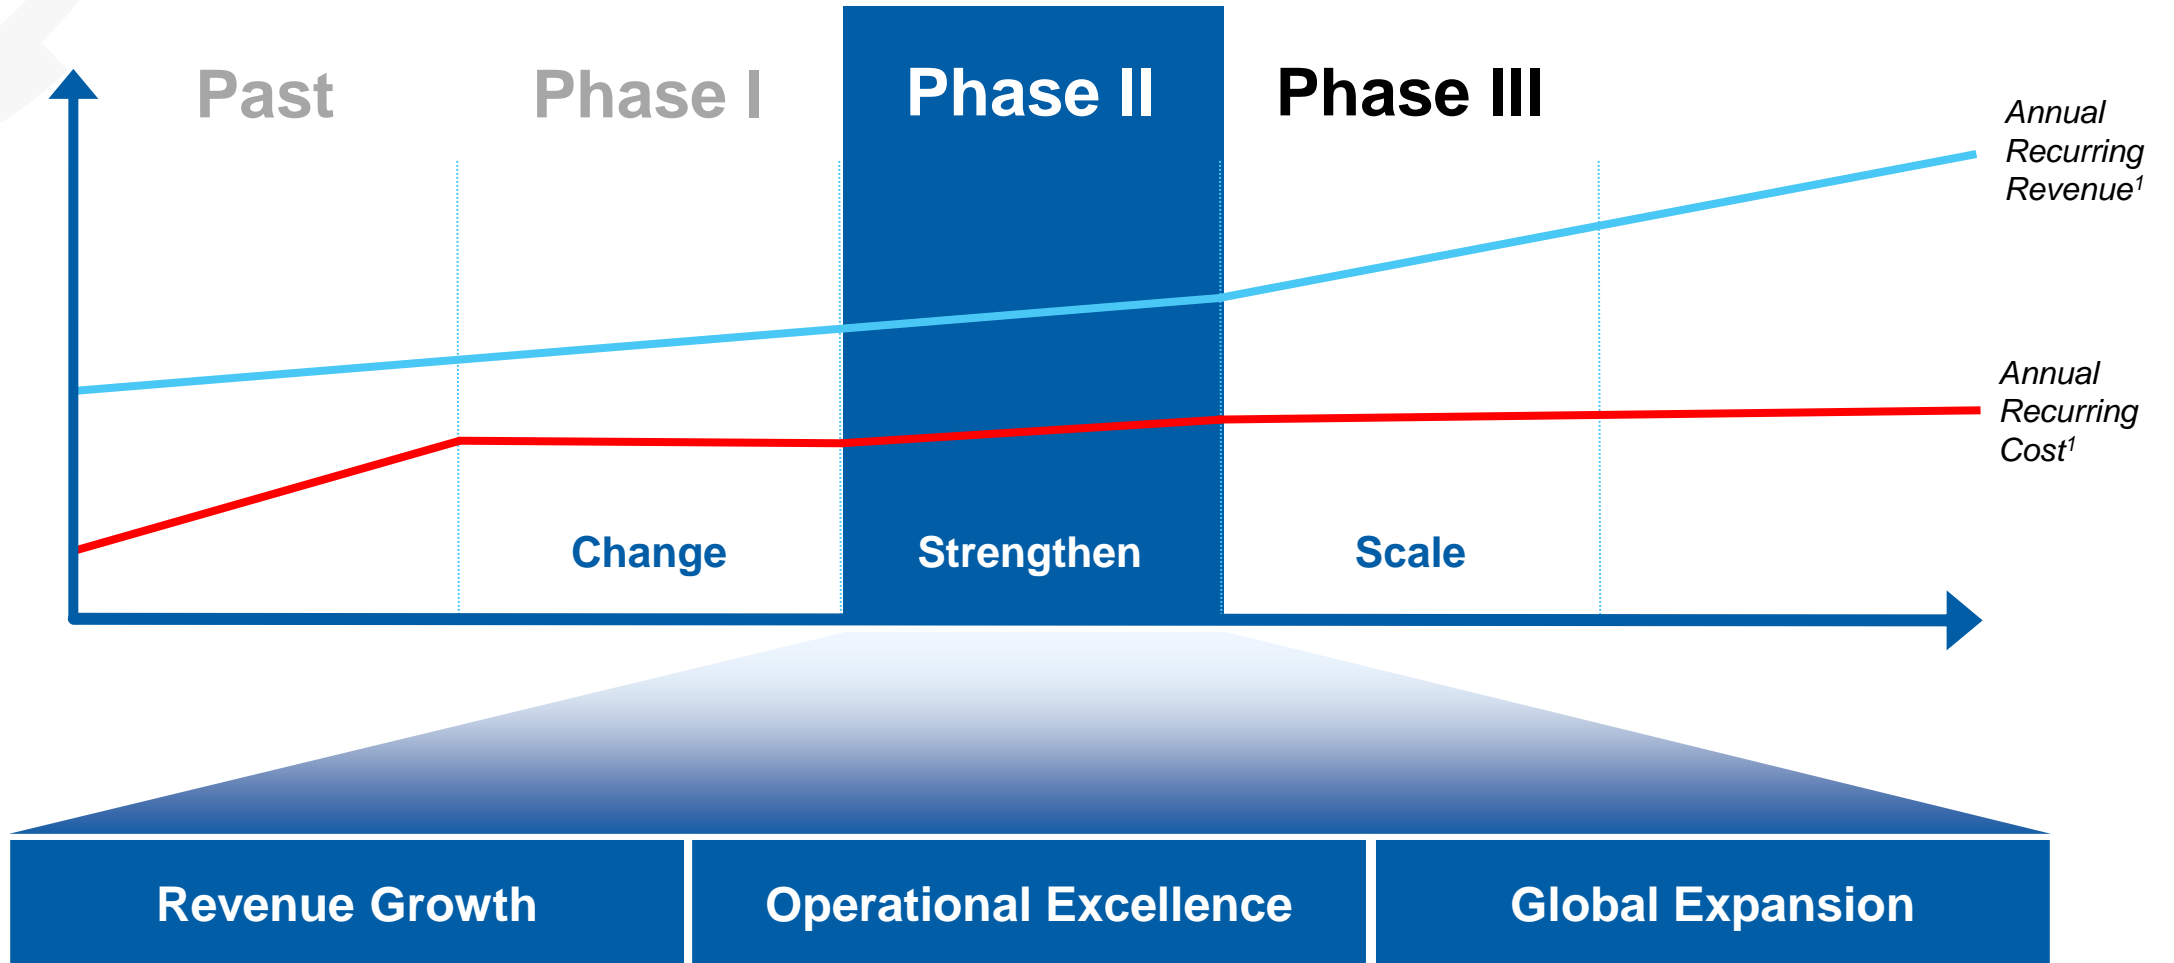 Past
Phase I
Phase II
Phase III
Annual
Recurring
Revenue¹
Annual
Recurring
Cost¹
Change
Strengthen
Scale
Revenue Growth
Operational Excellence
Global Expansion